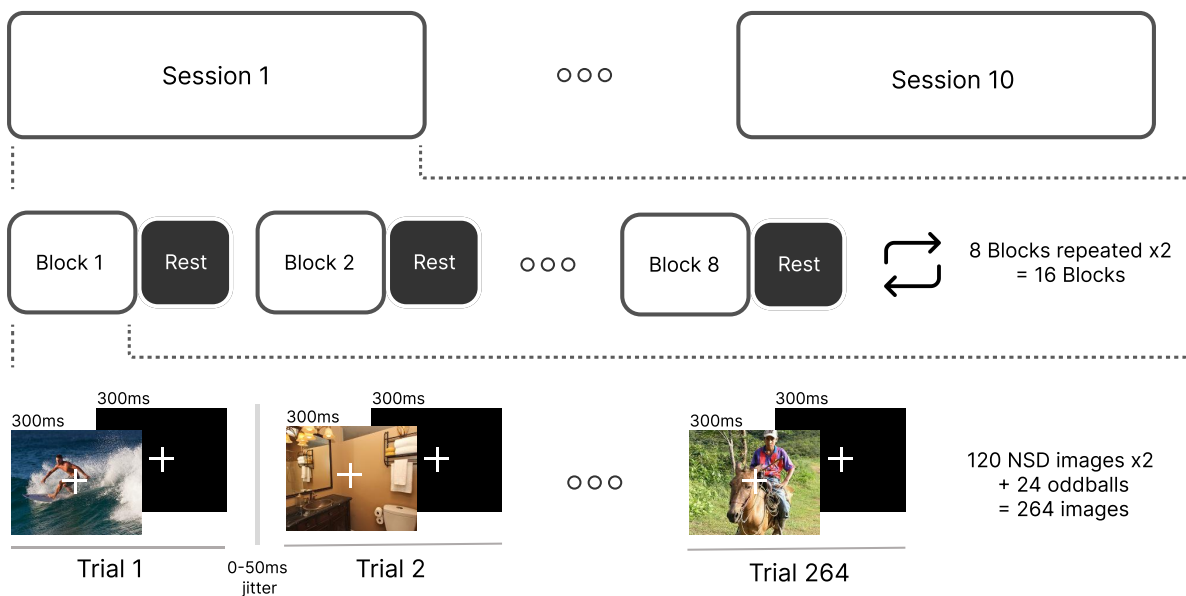 Session 1
Session 10
Block 1
Rest
Block 2
Rest
Block 8
Rest
8 Blocks repeated x2
= 16 Blocks
300ms
300ms
300ms
300ms
300ms
300ms
120 NSD images x2
+ 24 oddballs
= 264 images
Trial 1
0-50ms
jitter
Trial 2
Trial 264